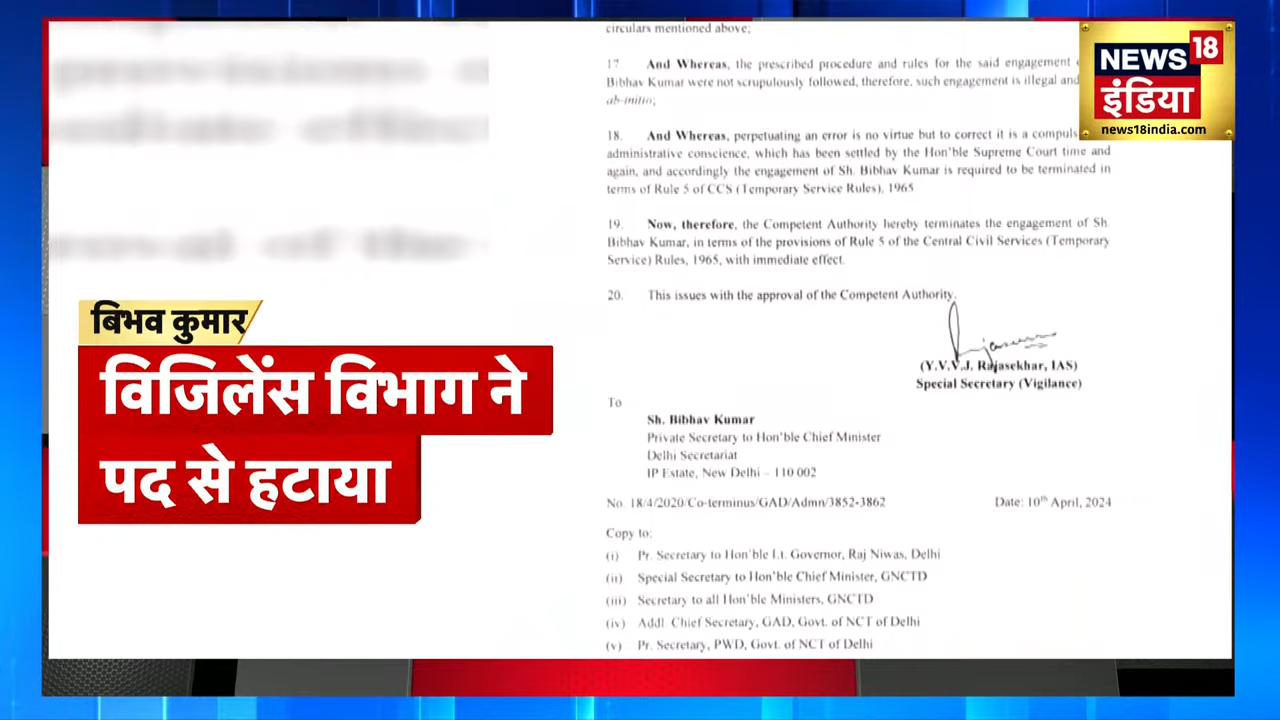 circulars mentioned above;
17. And Whereas, the prescribed procedure and rules for the said engagement
Bibhav Kumar were not scrupulously followed, therefore, such engagement is illegal and
ab-initio;
18. And Whereas, perpetuating an error is no virtue but to correct it is a
administrative conscience, which has been settled by the Hon'ble Supreme Court time and
again, and accordingly the engagement of Sh. Bibhav Kumar is required to be terminated in
terms of Rule 5 of CCS (Temporary Service Rules), 1965
19. Now, therefore, the Competent Authority hereby terminates the engagement of Sh.
Bibhav Kumar, in terms of the provisions of Rule 5 of the Central Civil Services (Temporary
Service) Rules, 1965, with immediate effect.
20. This issues with the approval of the Competent Authority.
(Y.V.V.J. Rajasekhar, IAS)
Special Secretary (Vigilance)
To
Sh. Bibhav Kumar
Private Secretary to Hon'ble Chief Minister
Delhi Secretariat
IP Estate, New Delhi – 110 002
No. 18/4/2020/Co-terminus/GAD/Admn/3852-3862 Date: 10th April, 2024
Copy to:
(i) Pr. Secretary to Hon'ble Lt. Governor, Raj Niwas, Delhi
(ii) Special Secretary to Hon'ble Chief Minister, GNCTD
(iii) Secretary to all Hon'ble Ministers, GNCTD
(iv) Addl. Chief Secretary, GAD, Govt. of NCT of Delhi
(v) Pr. Secretary, PWD, Govt. of NCT of Delhi
बिभव कुमार
विजिलेंस विभाग ने
पद से हटाया
NEWS 18
इंडिया
news18india.com